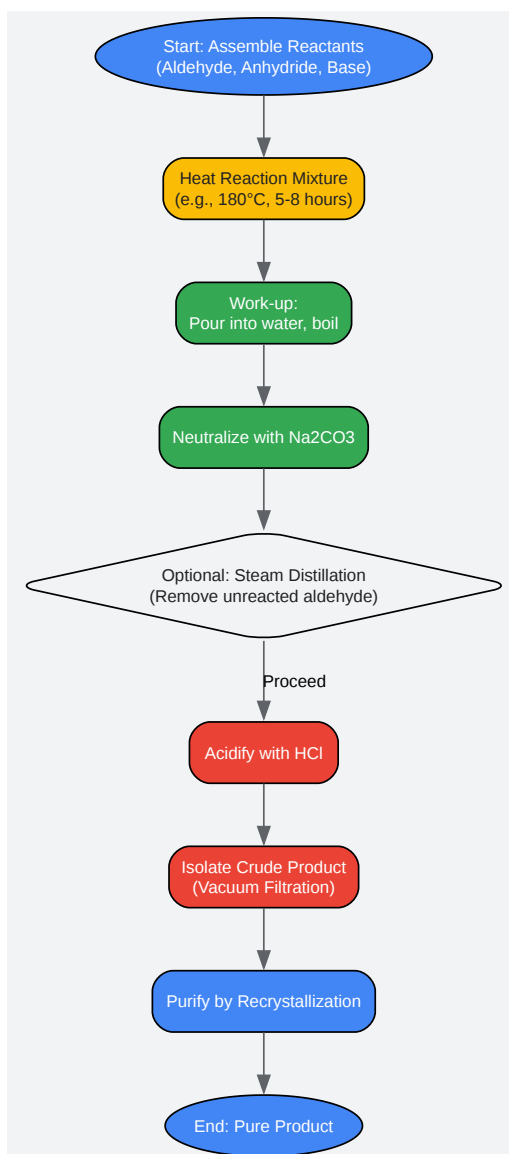 Start: Assemble Reactants
(Aldehyde, Anhydride, Base)
Heat Reaction Mixture
(e.g., 180°C, 5-8 hours)
Work-up:
Pour into water, boil
Neutralize with Na2CO3
Optional: Steam Distillation
(Remove unreacted aldehyde)
Proceed
Acidify with HCl
Isolate Crude Product
(Vacuum Filtration)
Purify by Recrystallization
End: Pure Product